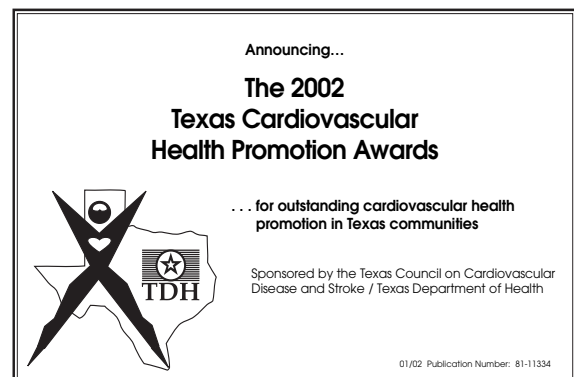 Announcing...
The 2002
Texas Cardiovascular
Health Promotion Awards
. . . for outstanding cardiovascular health
promotion in Texas communities
TDH
Sponsored by the Texas Council on Cardiovascular
Disease and Stroke / Texas Department of Health
01/02 Publication Number: 81-11334